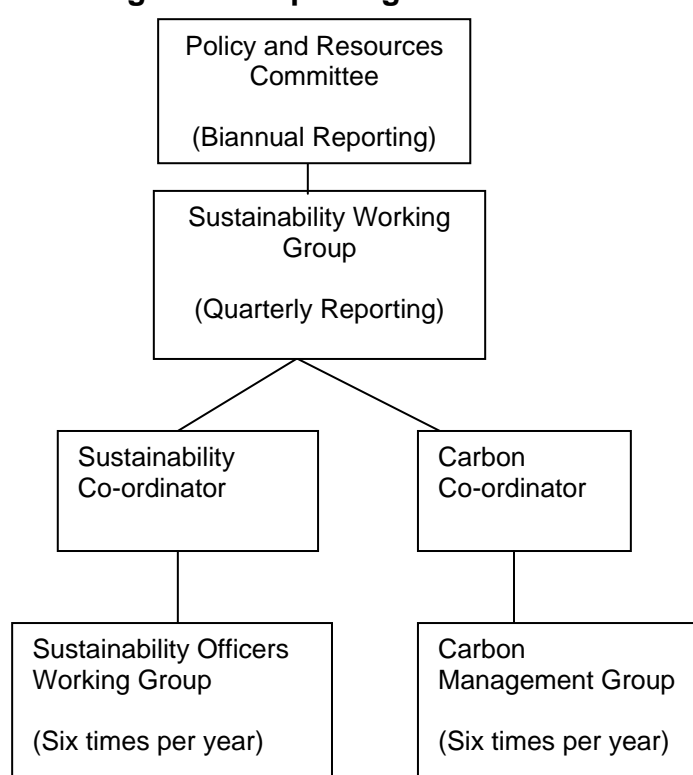 Policy and Resources
Committee
(Biannual Reporting)
Sustainability Working
Group
(Quarterly Reporting)
Sustainability
Co-ordinator
Carbon
Co-ordinator
Sustainability Officers
Working Group
(Six times per year)
Carbon
Management Group
(Six times per year)